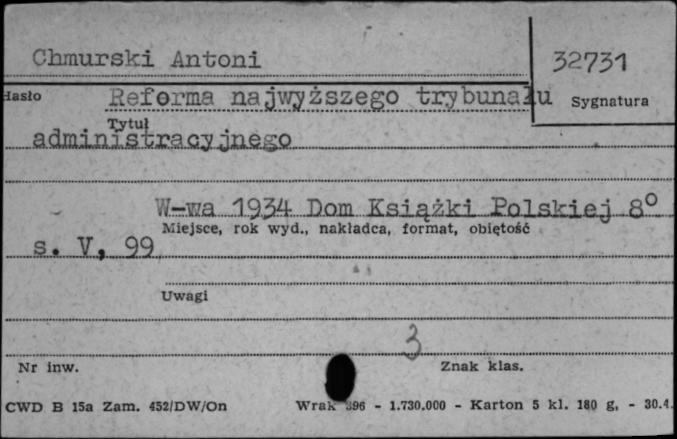 Chmurski Antoni
32731
Hasło
Reforma najwyższego trybunału
Sygnatura
Tytuł
administracyjnego
W-wa 1934 Dom Książki Polskiej 8°
Miejsce, rok wyd., nakładca, format, objętość
s. V, 99
Uwagi
3
Nr inw.
Znak klas.
CWD B 15a Zam. 452/DW/On
396 - 1.730.000 - Karton 5 kl. 180 g. - 30.4.